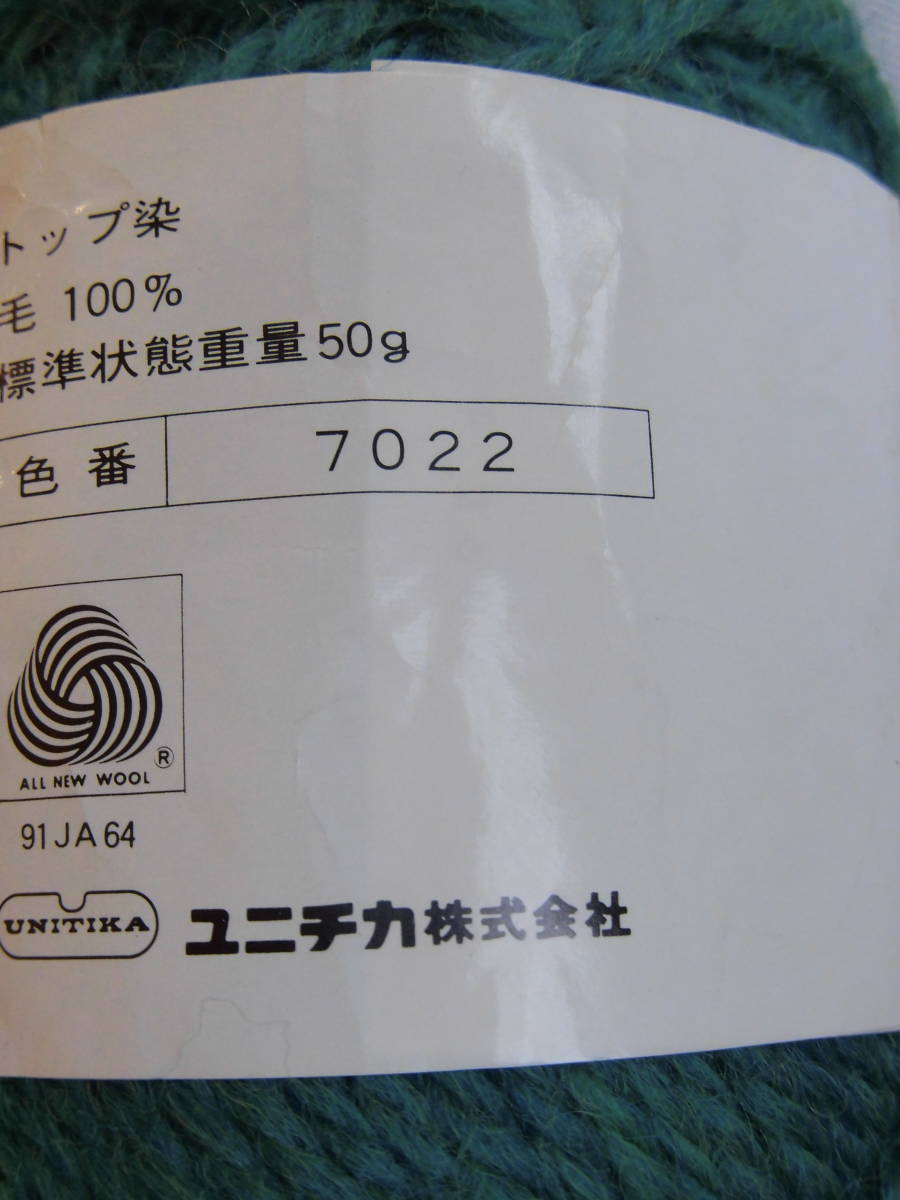 トップ染
毛 100%
標準状態重量50g
色番 7022
ALL NEW WOOL ®
91JA64
UNITIKA ユニチカ株式会社